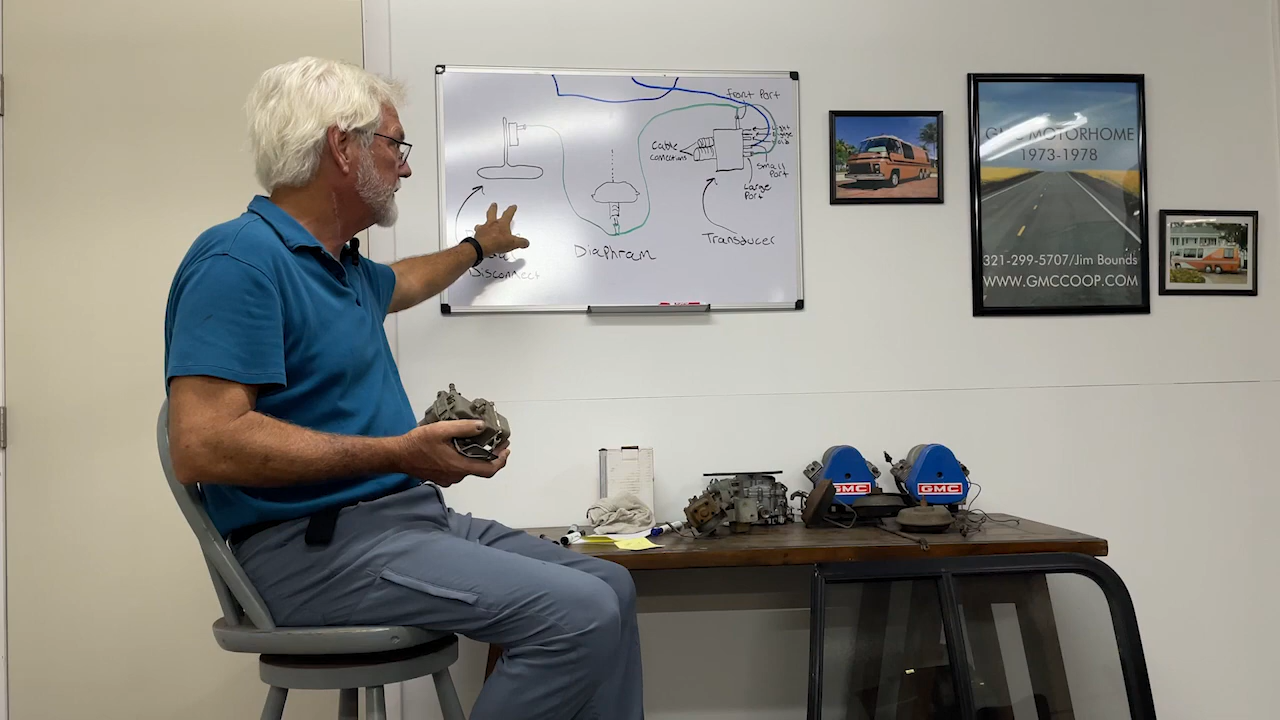 front Port
Cable
connections
Small
Port
Large
Port
Transducer
Diaphram
Disconnect
GMC MOTORHOME
1973-1978
321-299-5707/Jim Bounds
WWW.GMCCOOP.COM
GMC
GMC